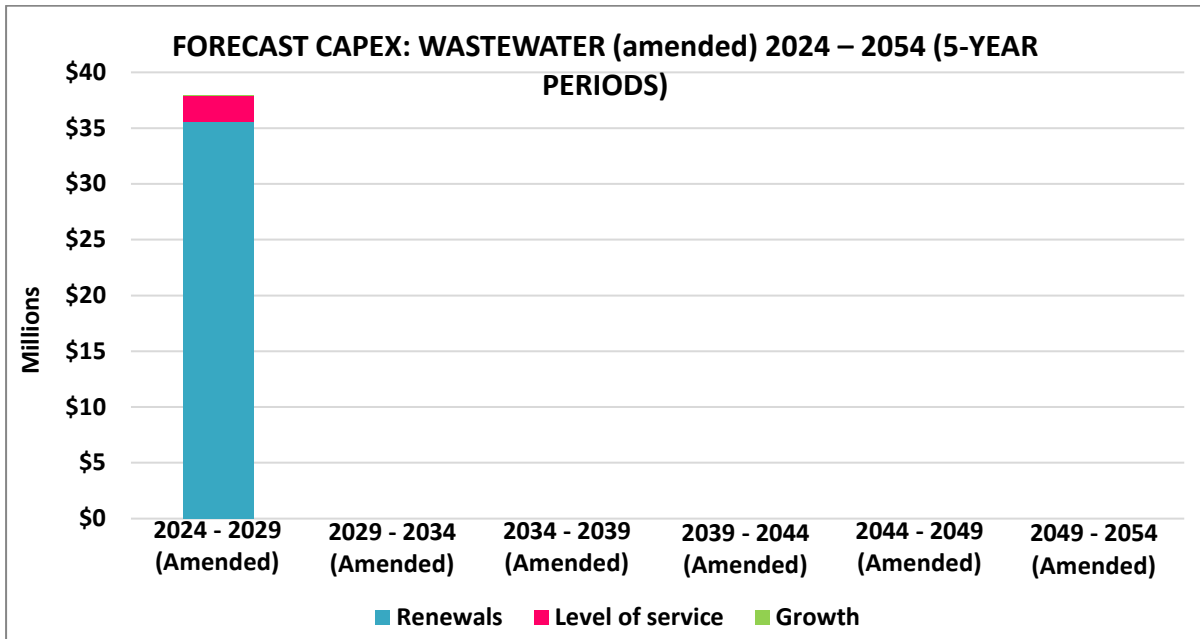 FORECAST CAPEX: WASTEWATER (amended) 2024 – 2054 (5-YEAR
PERIODS)
$40
$35
$30
$25
$20
$15
$10
$5
$0
Millions
2024 - 2029
(Amended)
2029 - 2034
(Amended)
2034 - 2039
(Amended)
2039 - 2044
(Amended)
2044 - 2049
(Amended)
2049 - 2054
(Amended)
Renewals
Level of service
Growth